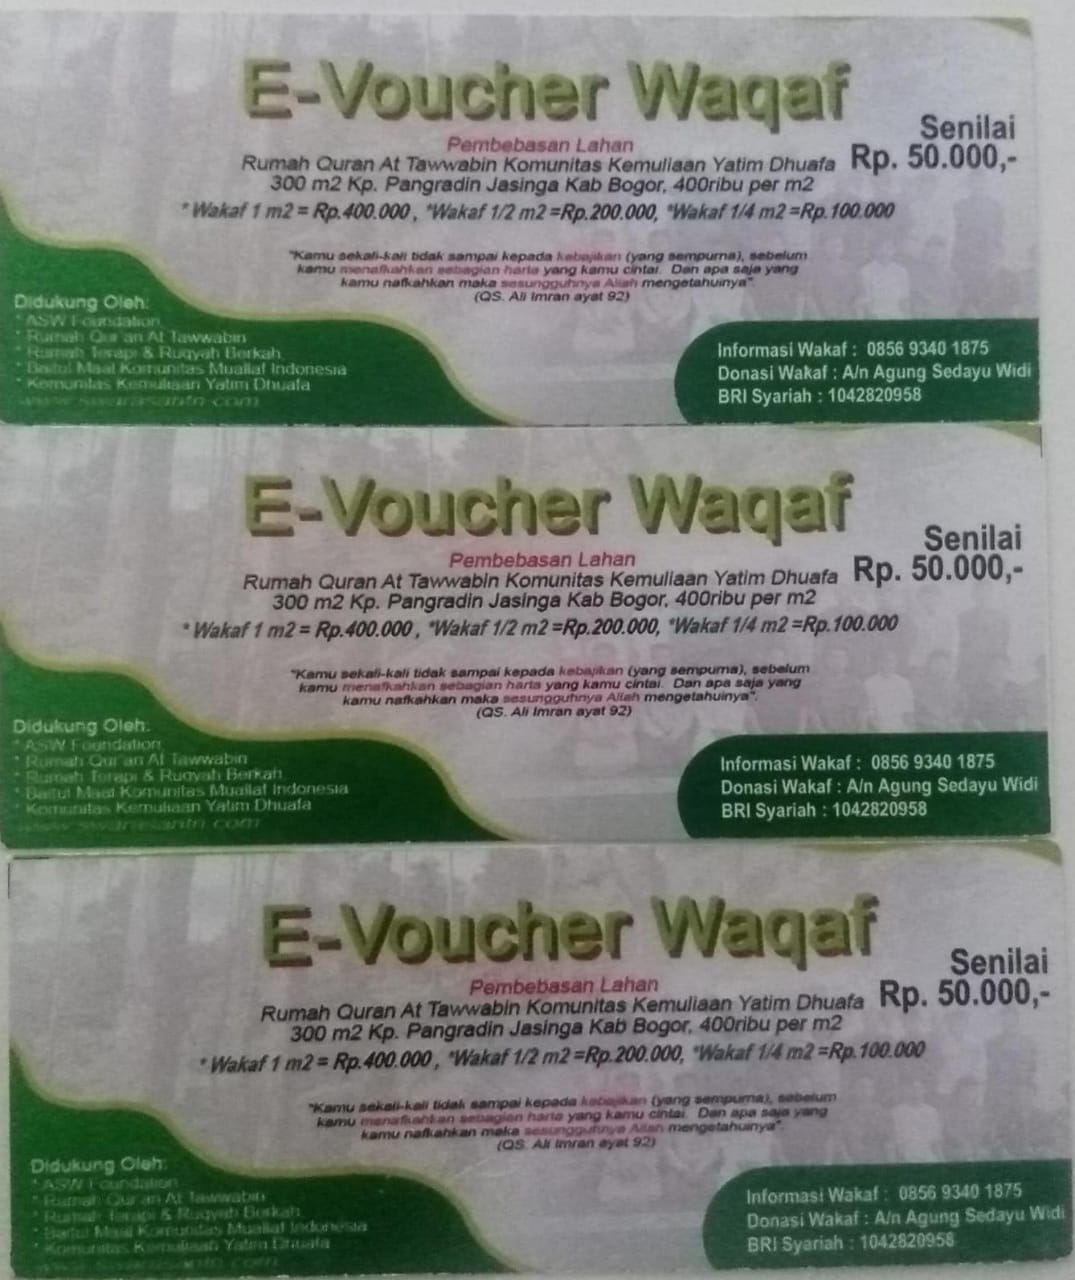 E-Voucher Waqaf
Senilai
Pembebasan Lahan
Rumah Quran At Tawwabin Komunitas Kemuliaan Yatim Dhuafa Rp. 50.000,-
300 m2 Kp. Pangradin Jasinga Kab Bogor, 400ribu per m2
* Wakaf 1 m2 = Rp.400.000 , *Wakaf 1/2 m2 =Rp.200.000, *Wakaf 1/4 m2 =Rp.100.000
"Kamu sekali-kali tidak sampai kepada kebajikan (yang sempurna), sebelum
kamu menafkahkan sebagian harta yang kamu cintai. Dan apa saja yang
kamu nafkahkan maka sesungguhnya Allah mengetahuinya".
(QS. Ali Imran ayat 92)
Didukung Oleh:
* ASW Foundation
* Rumah Qur'an At Tawwabin
* Rumah Terapi & Ruqyah Berkah
* Baitul Maal Komunitas Muallaf Indonesia
* Komunitas Kemuliaan Yatim Dhuafa
Informasi Wakaf : 0856 9340 1875
Donasi Wakaf : A/n Agung Sedayu Widi
BRI Syariah : 1042820958
E-Voucher Waqaf
Senilai
Pembebasan Lahan
Rumah Quran At Tawwabin Komunitas Kemuliaan Yatim Dhuafa Rp. 50.000,-
300 m2 Kp. Pangradin Jasinga Kab Bogor, 400ribu per m2
* Wakaf 1 m2 = Rp.400.000 , *Wakaf 1/2 m2 =Rp.200.000, *Wakaf 1/4 m2 =Rp.100.000
"Kamu sekali-kali tidak sampai kepada kebajikan (yang sempurna), sebelum
kamu menafkahkan sebagian harta yang kamu cintai. Dan apa saja yang
kamu nafkahkan maka sesungguhnya Allah mengetahuinya".
(QS. Ali Imran ayat 92)
Didukung Oleh:
* ASW Foundation
* Rumah Qur'an At Tawwabin
* Rumah Terapi & Ruqyah Berkah
* Baitul Maal Komunitas Muallaf Indonesia
* Komunitas Kemuliaan Yatim Dhuafa
Informasi Wakaf : 0856 9340 1875
Donasi Wakaf : A/n Agung Sedayu Widi
BRI Syariah : 1042820958
E-Voucher Waqaf
Senilai
Pembebasan Lahan
Rumah Quran At Tawwabin Komunitas Kemuliaan Yatim Dhuafa Rp. 50.000,-
300 m2 Kp. Pangradin Jasinga Kab Bogor, 400ribu per m2
* Wakaf 1 m2 = Rp.400.000 , *Wakaf 1/2 m2 =Rp.200.000, *Wakaf 1/4 m2 =Rp.100.000
"Kamu sekali-kali tidak sampai kepada kebajikan (yang sempurna), sebelum
kamu menafkahkan sebagian harta yang kamu cintai. Dan apa saja yang
kamu nafkahkan maka sesungguhnya Allah mengetahuinya".
(QS. Ali Imran ayat 92)
Didukung Oleh:
* ASW Foundation
* Rumah Qur'an At Tawwabin
* Rumah Terapi & Ruqyah Berkah
* Baitul Maal Komunitas Muallaf Indonesia
* Komunitas Kemuliaan Yatim Dhuafa
Informasi Wakaf : 0856 9340 1875
Donasi Wakaf : A/n Agung Sedayu Widi
BRI Syariah : 1042820958